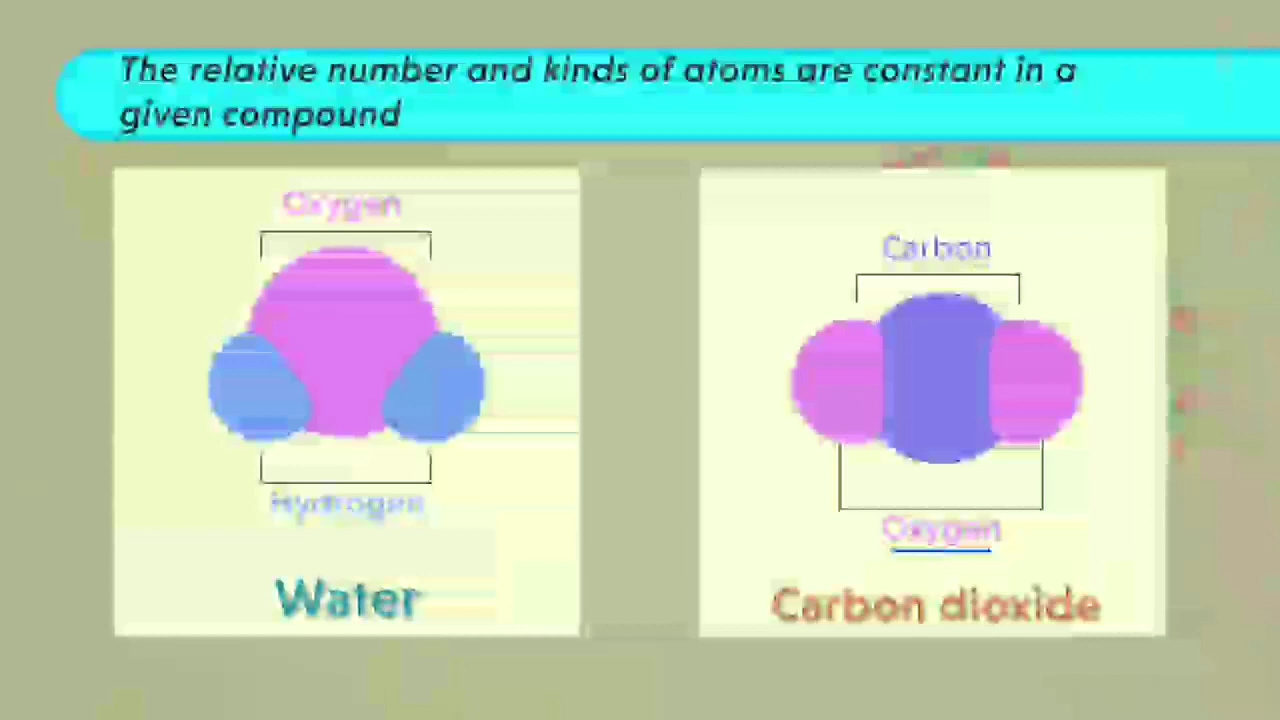 The relative number and kinds of atoms are constant in a
given compound
Oxygen
Hydrogen
Water
Carbon
Oxygen
Carbon dioxide